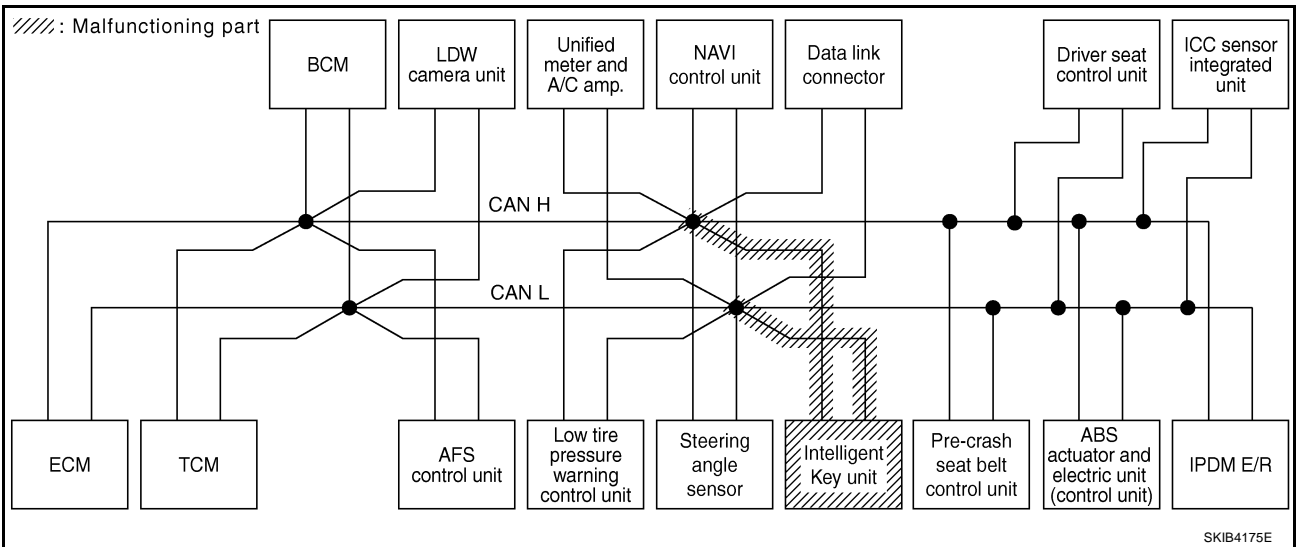 : Malfunctioning part
BCM
LDW
camera unit
Unified
meter and
A/C amp.
NAVI
control unit
Data link
connector
Driver seat
control unit
ICC sensor
integrated
unit
CAN H
CAN L
ECM
TCM
AFS
control unit
Low tire
pressure
warning
control unit
Steering
angle
sensor
Intelligent
Key unit
Pre-crash
seat belt
control unit
ABS
actuator and
electric unit
(control unit)
IPDM E/R
SKIB4175E